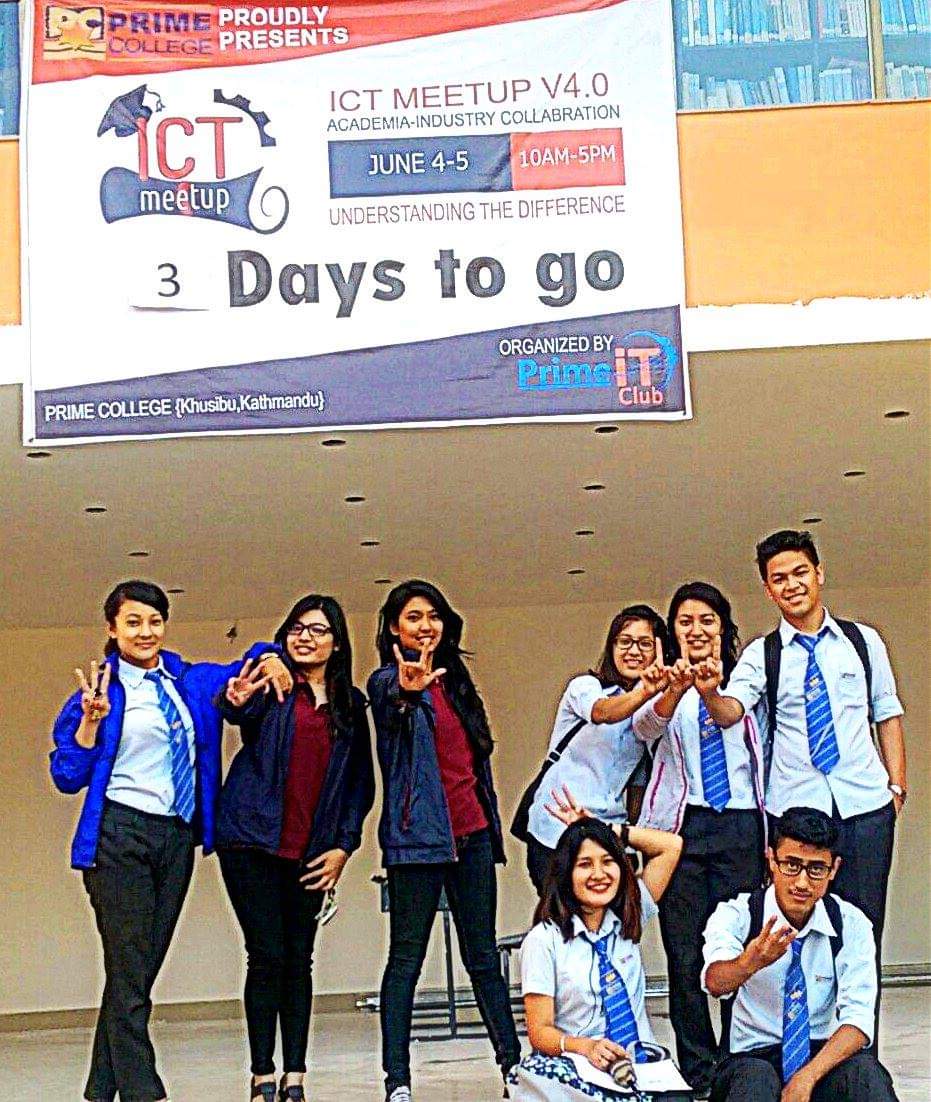 PC PRIME COLLEGE
PROUDLY PRESENTS
ICT
meetup
ICT MEETUP V4.0
ACADEMIA-INDUSTRY COLLABRATION
JUNE 4-5
10AM-5PM
UNDERSTANDING THE DIFFERENCE
3 Days to go
ORGANIZED BY
Prime iT
Club
PRIME COLLEGE {Khusibu,Kathmandu}